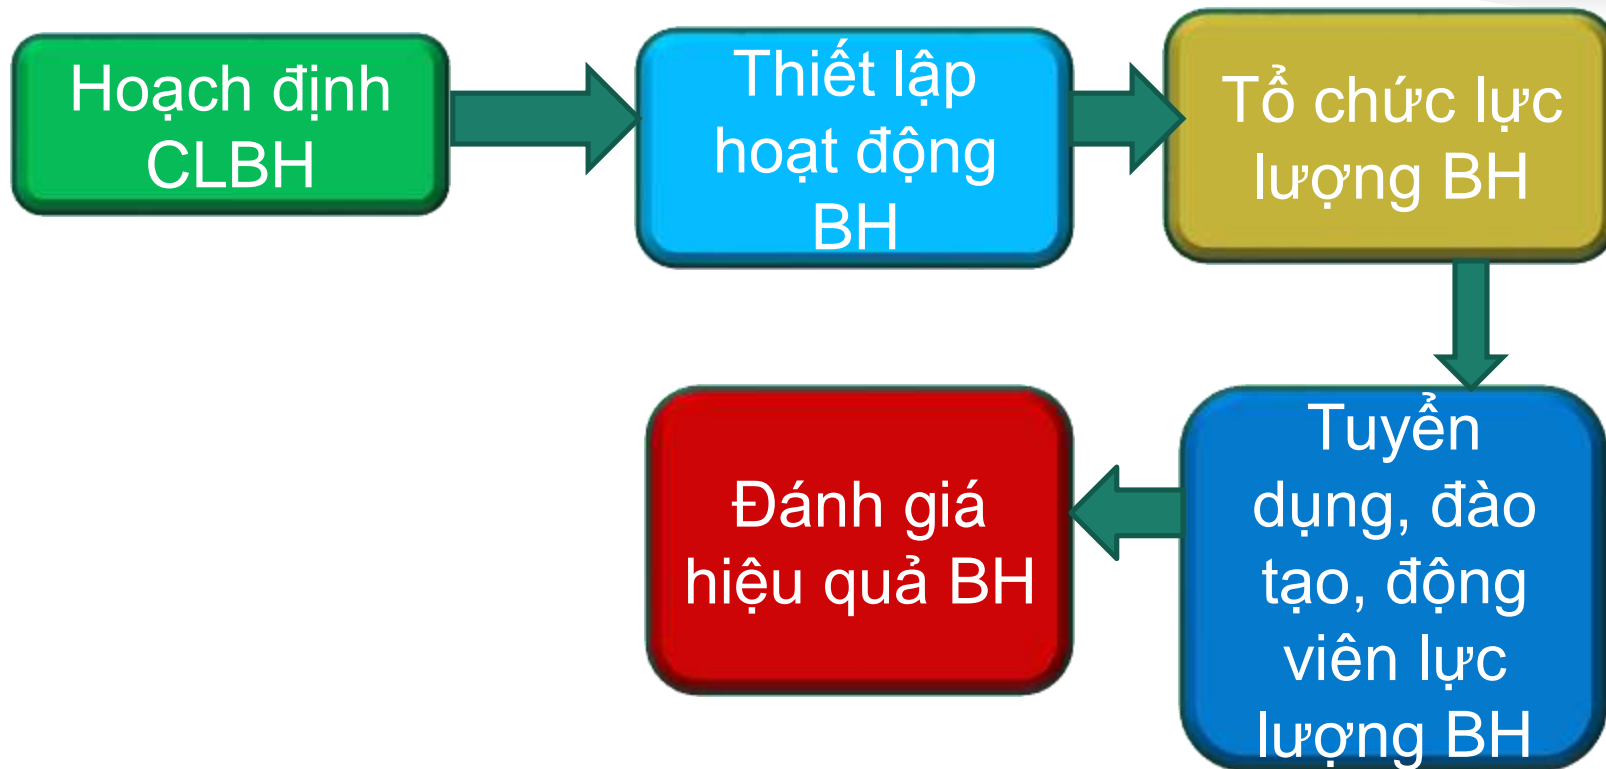 Hoạch định
CLBH
Thiết lập
hoạt động
BH
Tổ chức lực
lượng BH
Tuyển
dụng, đào
tạo, động
viên lực
lượng BH
Đánh giá
hiệu quả BH